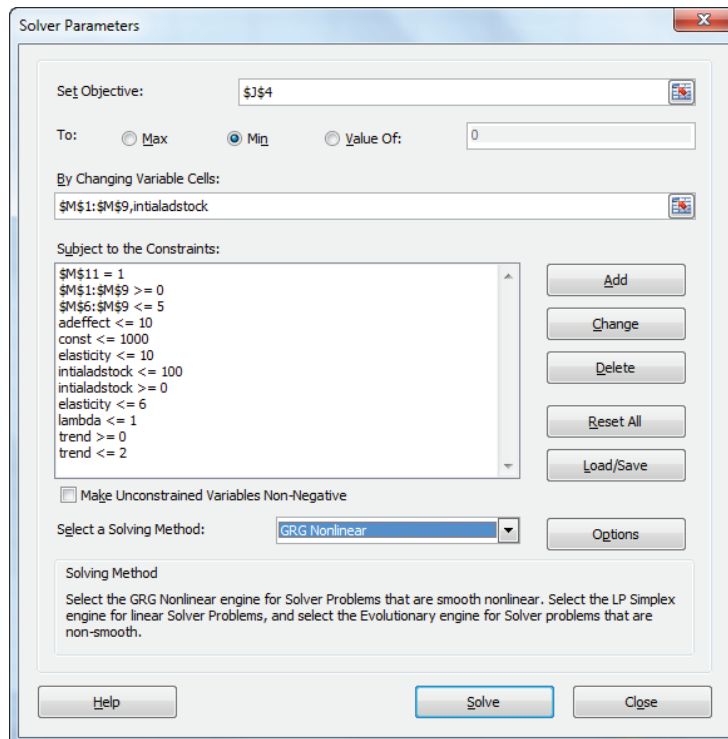 Solver Parameters
Set Objective:
$J$4
To:
Max
Min
Value Of:
0
By Changing Variable Cells:
$M$1:$M$9,intialadstock
Subject to the Constraints:
$M$11 = 1
$M$1:$M$9 >= 0
$M$6:$M$9 <= 5
adeffect <= 10
const <= 1000
elasticity <= 10
intialadstock <= 100
intialadstock >= 0
elasticity <= 6
lambda <= 1
trend >= 0
trend <= 2
Add
Change
Delete
Reset All
Load/Save
Make Unconstrained Variables Non-Negative
Select a Solving Method:
GRG Nonlinear
Options
Solving Method
Select the GRG Nonlinear engine for Solver Problems that are smooth nonlinear. Select the LP Simplex
engine for linear Solver Problems, and select the Evolutionary engine for Solver problems that are
non-smooth.
Help
Solve
Close